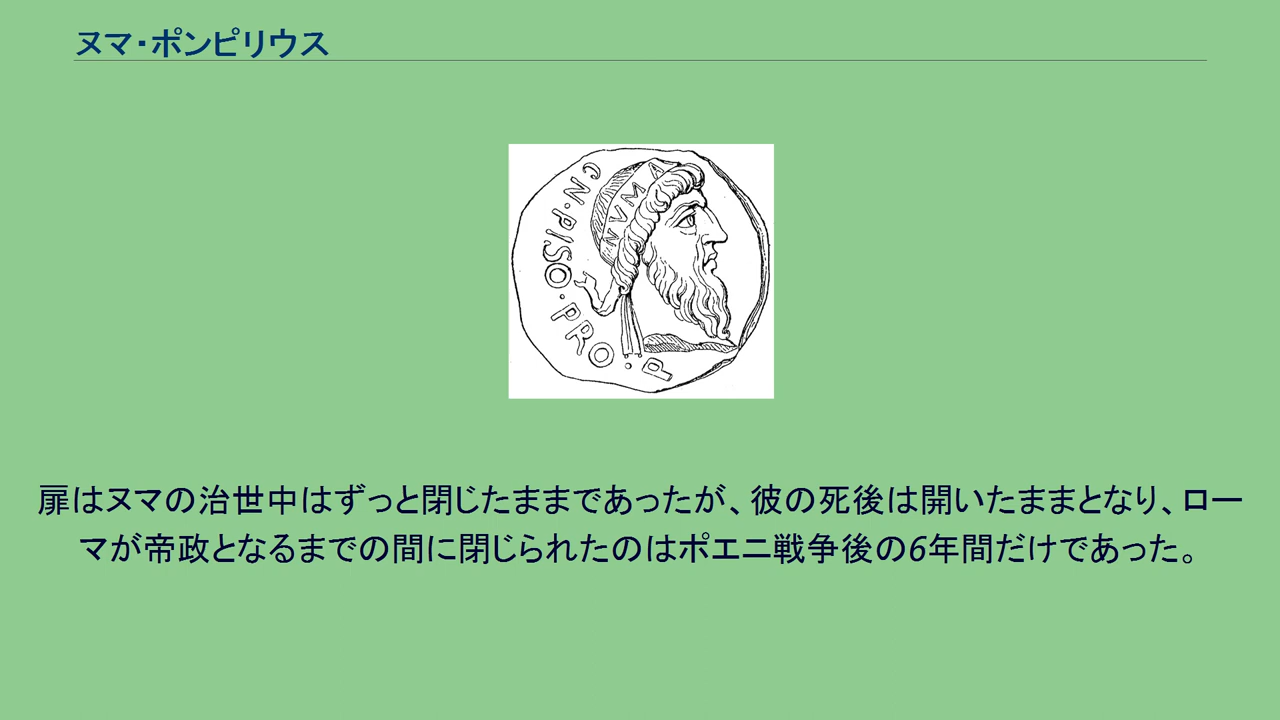 ヌマ・ポンピリウス
CN·PISO·PRO·P
NVMA
扉はヌマの治世中はずっと閉じたままであったが、彼の死後は開いたままとなり、ロー
マが帝政となるまでの間に閉じられたのはポエニ戦争後の6年間だけであった。